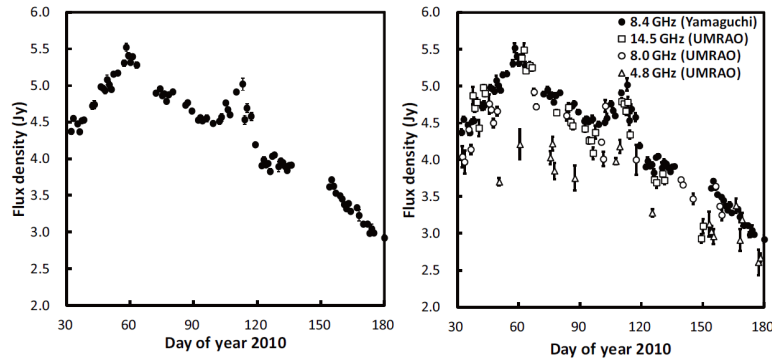 6.0
5.5
5.0
4.5
4.0
3.5
3.0
2.5
2.0
Flux density (Jy)
30 60 90 120 150 180
Day of year 2010
6.0
5.5
5.0
4.5
4.0
3.5
3.0
2.5
2.0
Flux density (Jy)
8.4 GHz (Yamaguchi)
14.5 GHz (UMRAO)
8.0 GHz (UMRAO)
4.8 GHz (UMRAO)
30 60 90 120 150 180
Day of year 2010